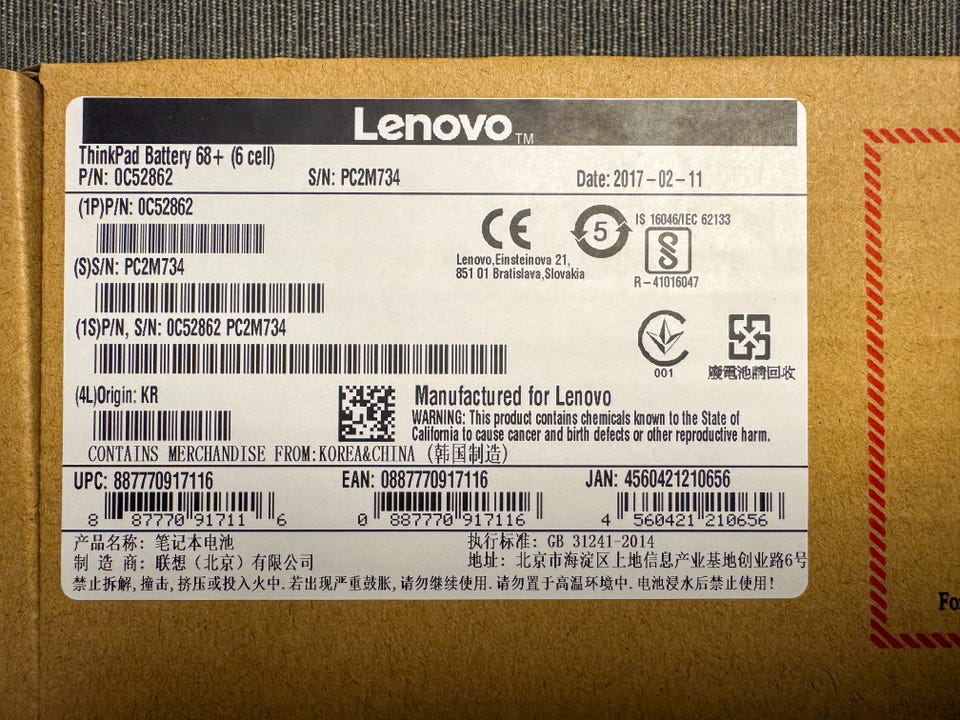 Lenovo™
ThinkPad Battery 68+ (6 cell)
P/N: 0C52862 S/N: PC2M734 Date: 2017-02-11
(1P)P/N: 0C52862
(S)S/N: PC2M734
(1S)P/N, S/N: 0C52862 PC2M734
CE
5
IS 16046/IEC 62133
Lenovo,Einsteinova 21,
851 01 Bratislava,Slovakia
R-41016047
001
廢電池請回收
(4L)Origin: KR
Manufactured for Lenovo
WARNING: This product contains chemicals known to the State of
California to cause cancer and birth defects or other reproductive harm.
CONTAINS MERCHANDISE FROM:KOREA&CHINA (韩国制造)
UPC: 887770917116 EAN: 0887770917116 JAN: 4560421210656
8 87770 91711 6 0 887770 917116 4 560421 210656
产品名称: 笔记本电池 执行标准: GB 31241-2014
制 造 商: 联想 (北京) 有限公司 地址: 北京市海淀区上地信息产业基地创业路6号
禁止拆解, 撞击, 挤压或投入火中. 若出现严重鼓胀, 请勿继续使用. 请勿置于高温环境中. 电池浸水后禁止使用!